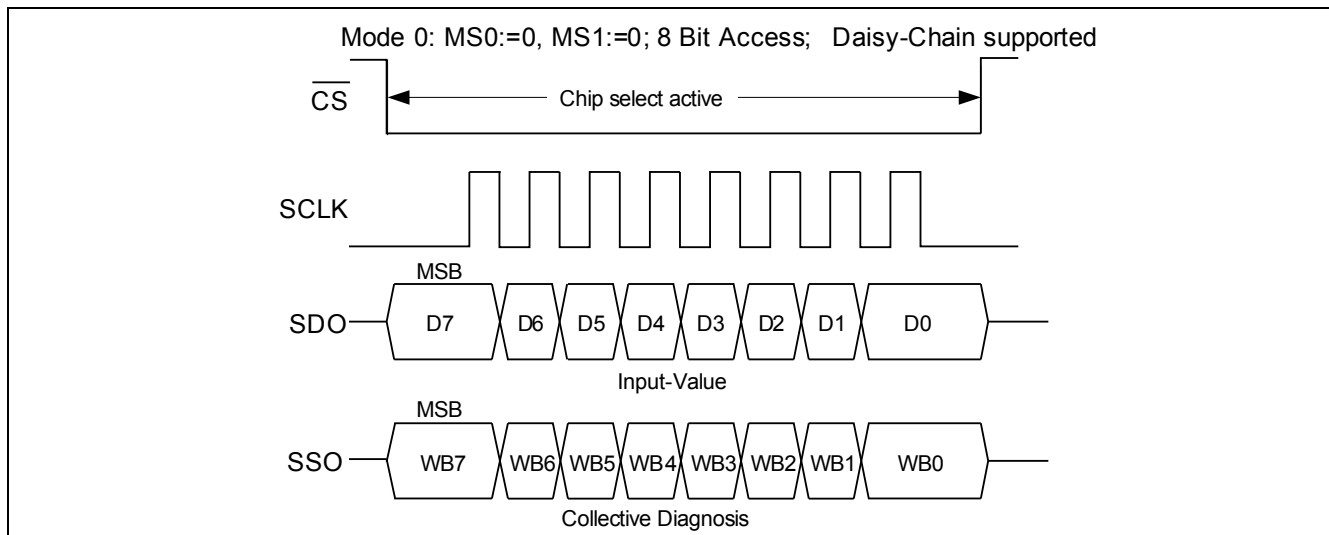 Mode 0: MS0:=0, MS1:=0; 8 Bit Access; Daisy-Chain supported
CS
Chip select active
SCLK
MSB
SDO D7 D6 D5 D4 D3 D2 D1 D0
Input-Value
MSB
SSO WB7 WB6 WB5 WB4 WB3 WB2 WB1 WB0
Collective Diagnosis